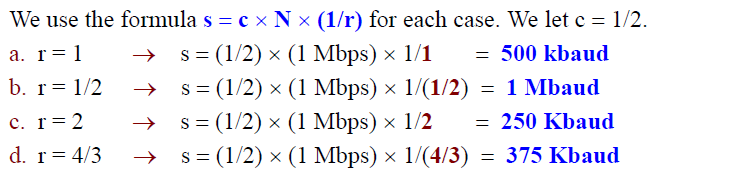 We use the formula s = c × N × (1/r) for each case. We let c = 1/2.
a. r = 1 → s = (1/2) × (1 Mbps) × 1/1 = 500 kbaud
b. r = 1/2 → s = (1/2) × (1 Mbps) × 1/(1/2) = 1 Mbaud
c. r = 2 → s = (1/2) × (1 Mbps) × 1/2 = 250 Kbaud
d. r = 4/3 → s = (1/2) × (1 Mbps) × 1/(4/3) = 375 Kbaud